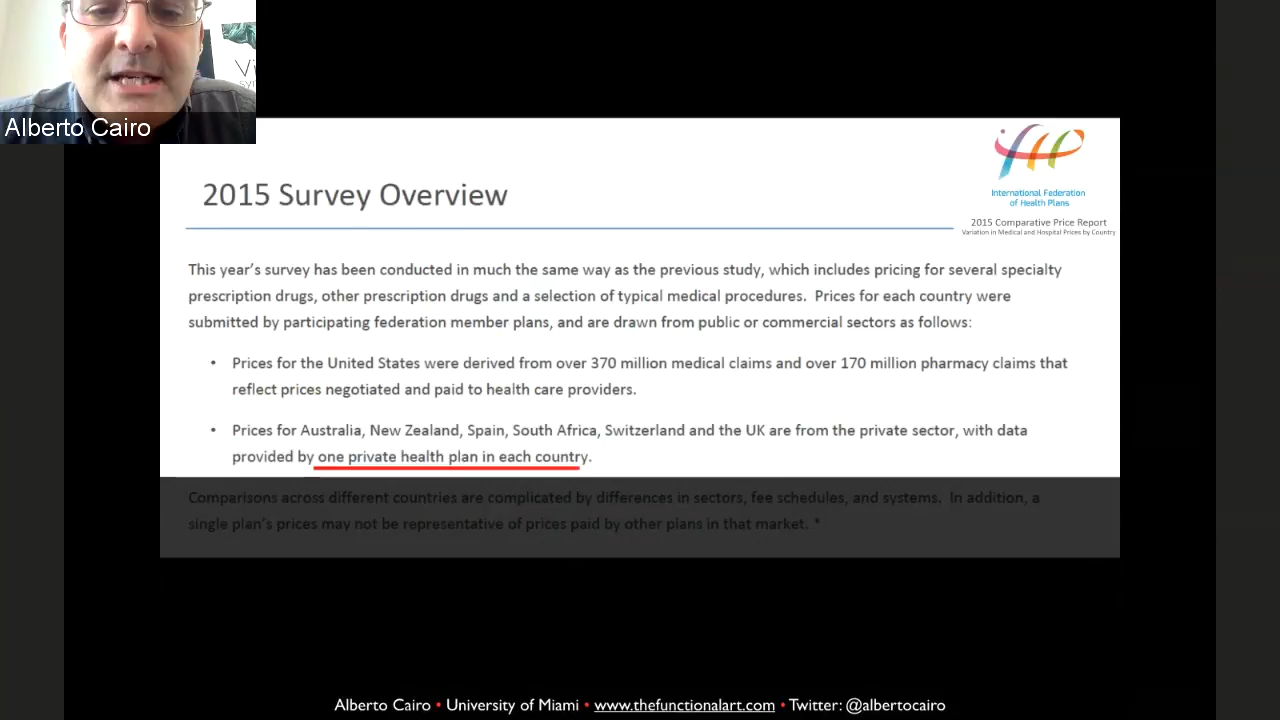 Alberto Cairo
2015 Survey Overview
International Federation
of Health Plans
2015 Comparative Price Report
Variation in Medical and Hospital Prices by Country
This year's survey has been conducted in much the same way as the previous study, which includes pricing for several specialty
prescription drugs, other prescription drugs and a selection of typical medical procedures. Prices for each country were
submitted by participating federation member plans, and are drawn from public or commercial sectors as follows:
• Prices for the United States were derived from over 370 million medical claims and over 170 million pharmacy claims that
reflect prices negotiated and paid to health care providers.
• Prices for Australia, New Zealand, Spain, South Africa, Switzerland and the UK are from the private sector, with data
provided by one private health plan in each country.
Comparisons across different countries are complicated by differences in sectors, fee schedules, and systems. In addition, a
single plan's prices may not be representative of prices paid by other plans in that market. *
Alberto Cairo • University of Miami • www.thefunctionalart.com • Twitter: @albertocairo